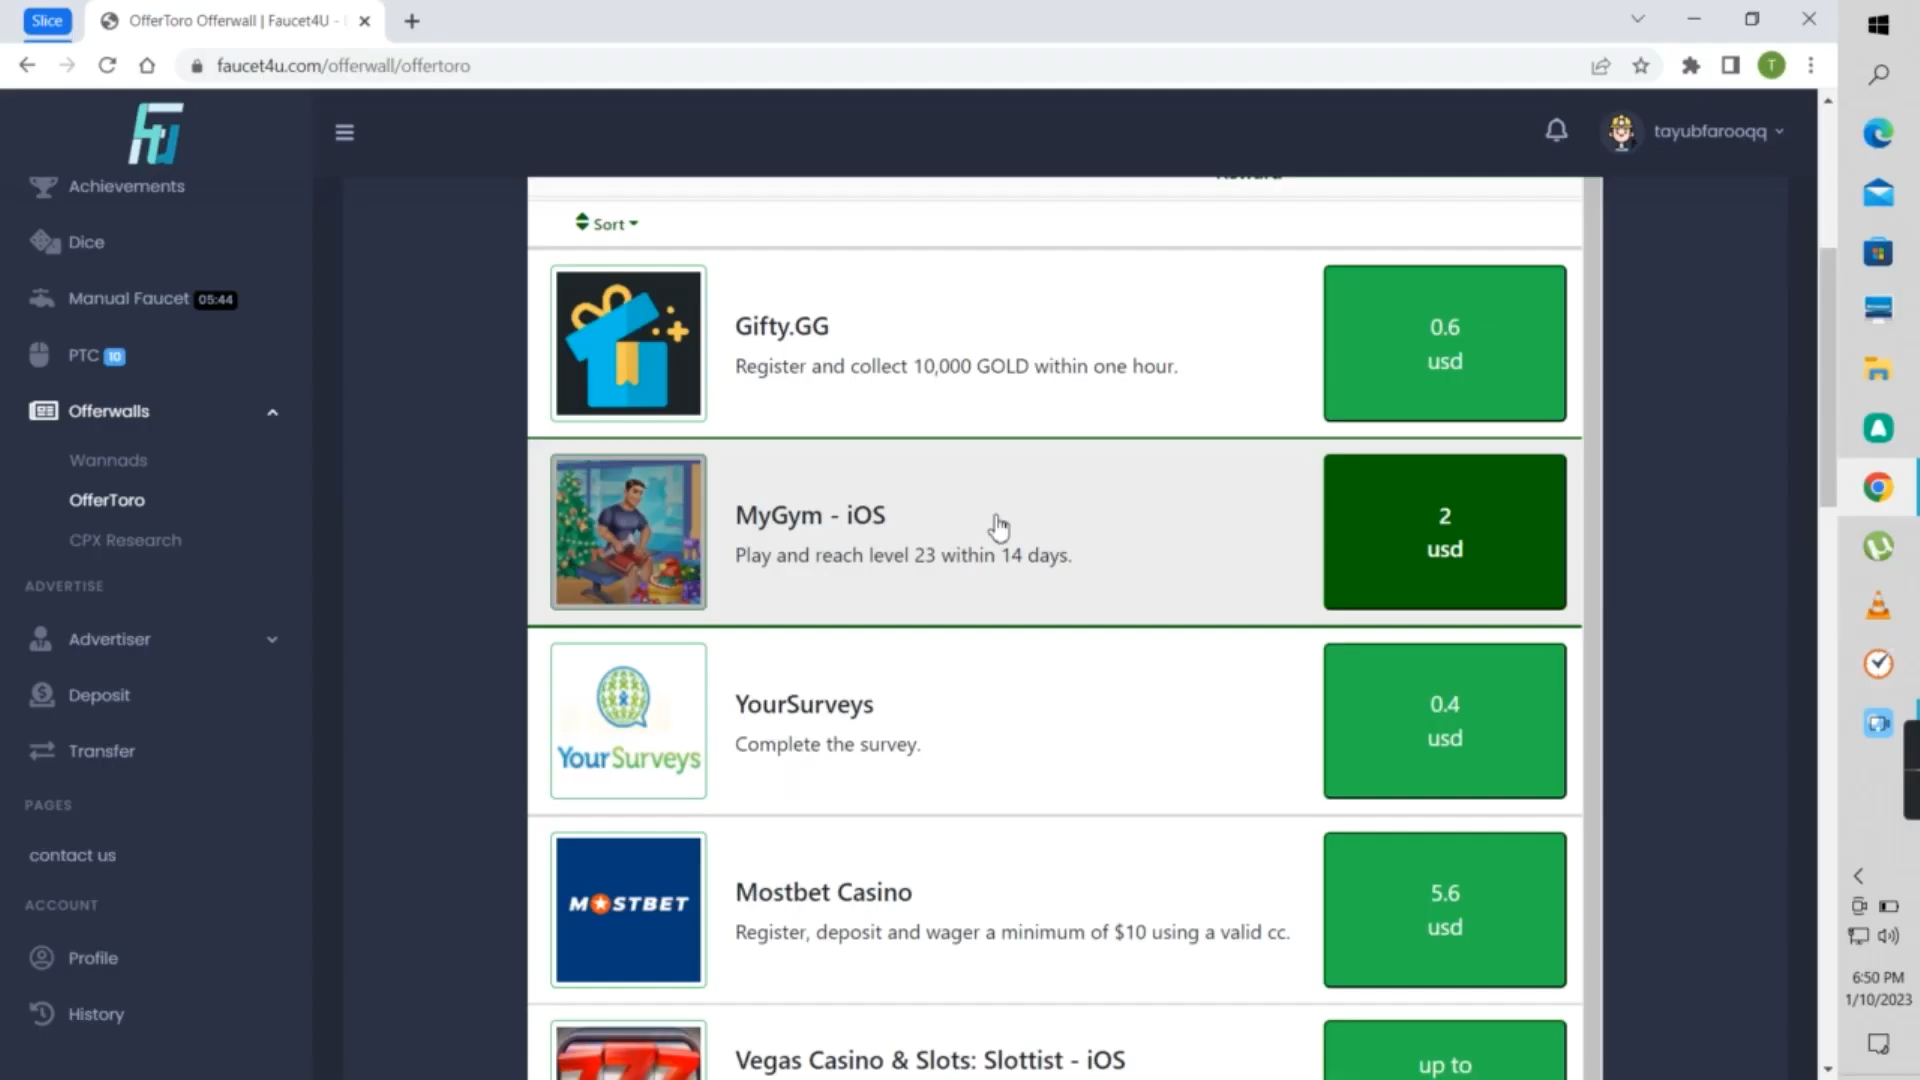 Slice
OfferToro Offerwall | Faucet4U -
faucet4u.com/offerwall/offertoro
T
tayubfarooqq
Achievements
Dice
Manual Faucet 05:44
PTC 10
Offerwalls
Wannads
OfferToro
CPX Research
ADVERTISE
Advertiser
Deposit
Transfer
PAGES
contact us
ACCOUNT
Profile
History
Reward
Sort
Gifty.GG
Register and collect 10,000 GOLD within one hour.
0.6
usd
MyGym - iOS
Play and reach level 23 within 14 days.
2
usd
YourSurveys
YourSurveys
Complete the survey.
0.4
usd
MOSTBET
Mostbet Casino
Register, deposit and wager a minimum of $10 using a valid cc.
5.6
usd
777
Vegas Casino & Slots: Slottist - iOS
up to
6:50 PM
1/10/2023